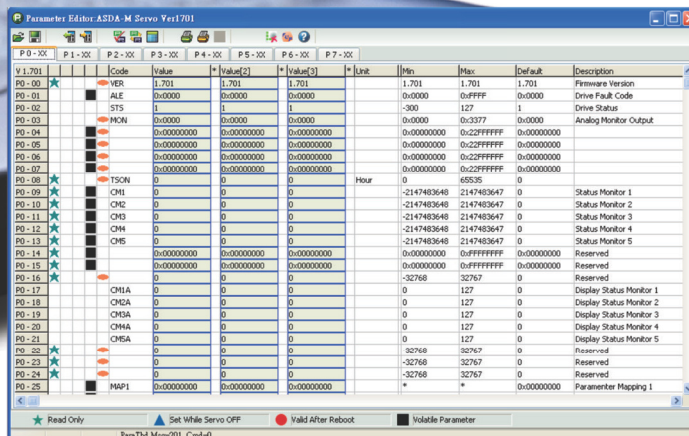 Parameter Editor:ASDA-M Servo Ver1701
P 0 - XX P 1 - XX P 2 - XX P 3 - XX P 4 - XX P 5 - XX P 6 - XX P 7 - XX
V 1.701 Code Value * Value[2] * Value[3] * Unit Min Max Default Description
P0 - 00 VER 1.701 1.701 1.701 1.701 1.701 1.701 Firmware Version
P0 - 01 ALE 0x0000 0x0000 0x0000 0x0000 0xFFFF 0x0000 Drive Fault Code
P0 - 02 STS 1 1 1 -300 127 1 Drive Status
P0 - 03 MON 0x0000 0x0000 0x0000 0x0000 0x3377 0x0000 Analog Monitor Output
P0 - 04 0x00000000 0x00000000 0x00000000 0x00000000 0x22FFFFFF 0x00000000
P0 - 05 0x00000000 0x00000000 0x00000000 0x00000000 0x22FFFFFF 0x00000000
P0 - 06 0x00000000 0x00000000 0x00000000 0x00000000 0x22FFFFFF 0x00000000
P0 - 07 0x00000000 0x00000000 0x00000000 0x00000000 0x22FFFFFF 0x00000000
P0 - 08 TSON 0 0 0 Hour 0 65535 0
P0 - 09 CM1 0 0 0 -2147483648 2147483647 0 Status Monitor 1
P0 - 10 CM2 0 0 0 -2147483648 2147483647 0 Status Monitor 2
P0 - 11 CM3 0 0 0 -2147483648 2147483647 0 Status Monitor 3
P0 - 12 CM4 0 0 0 -2147483648 2147483647 0 Status Monitor 4
P0 - 13 CM5 0 0 0 -2147483648 2147483647 0 Status Monitor 5
P0 - 14 0x00000000 0x00000000 0x00000000 0x00000000 0xFFFFFFFF 0x00000000 Reserved
P0 - 15 0x00000000 0x00000000 0x00000000 0x00000000 0xFFFFFFFF 0x00000000 Reserved
P0 - 16 0 0 0 -32768 32767 0 Reserved
P0 - 17 CM1A 0 0 0 0 127 0 Display Status Monitor 1
P0 - 18 CM2A 0 0 0 0 127 0 Display Status Monitor 2
P0 - 19 CM3A 0 0 0 0 127 0 Display Status Monitor 3
P0 - 20 CM4A 0 0 0 0 127 0 Display Status Monitor 4
P0 - 21 CM5A 0 0 0 0 127 0 Display Status Monitor 5
P0 - 22 0 0 0 -32768 32767 0 Reserved
P0 - 23 0 0 0 -32768 32767 0 Reserved
P0 - 24 0 0 0 -32768 32767 0 Reserved
P0 - 25 MAP1 0x00000000 0x00000000 0x00000000 * * 0x00000000 Paramenter Mapping 1
Read Only Set While Servo OFF Valid After Reboot Volatile Parameter